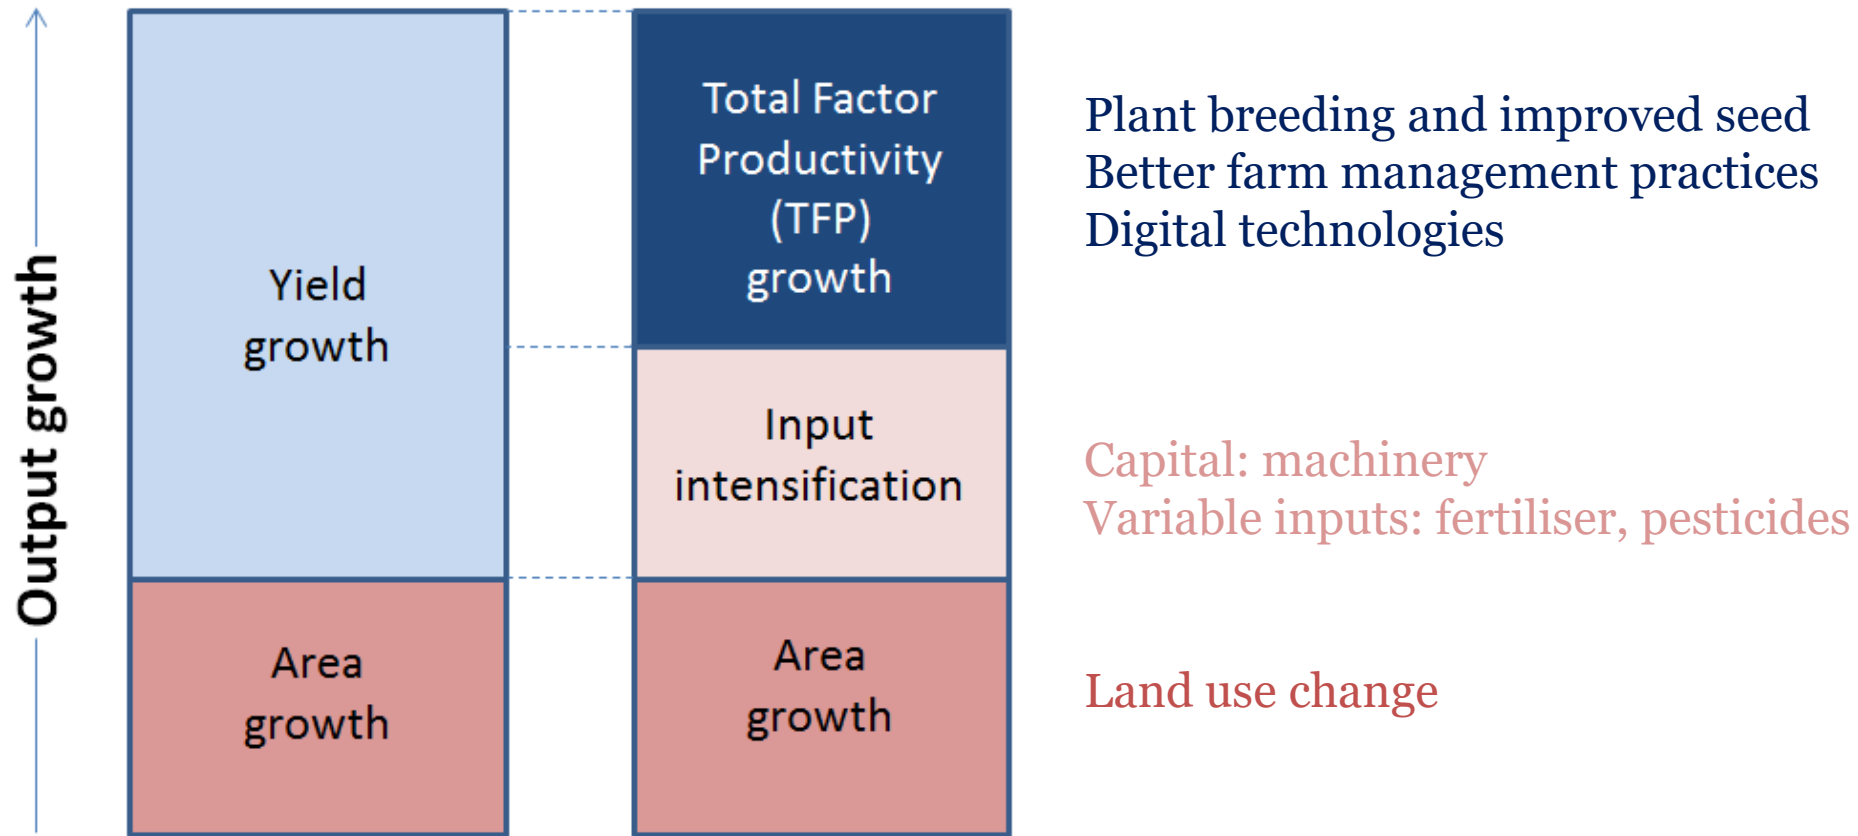 Output growth
Yield
growth
Area
growth
Total Factor
Productivity
(TFP)
growth
Input
intensification
Area
growth
Plant breeding and improved seed
Better farm management practices
Digital technologies
Capital: machinery
Variable inputs: fertiliser, pesticides
Land use change